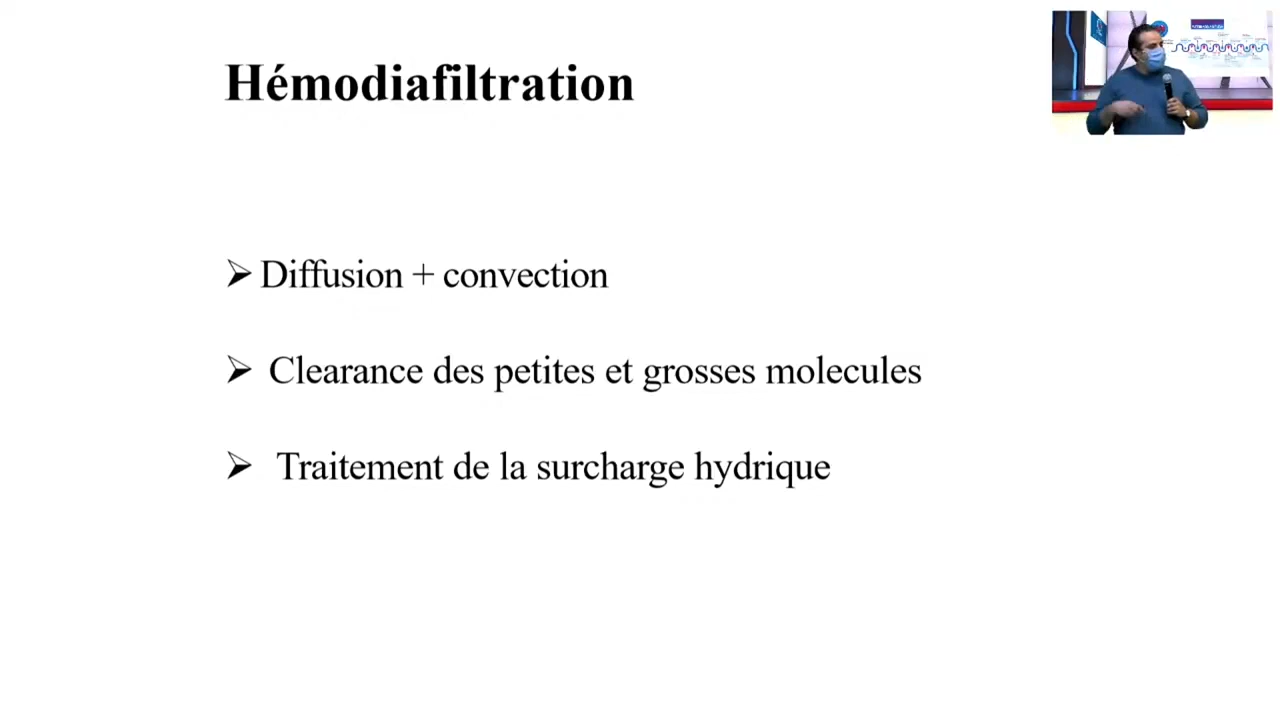 Hémodiafiltration
➢ Diffusion + convection
➢ Clearance des petites et grosses molecules
➢ Traitement de la surcharge hydrique